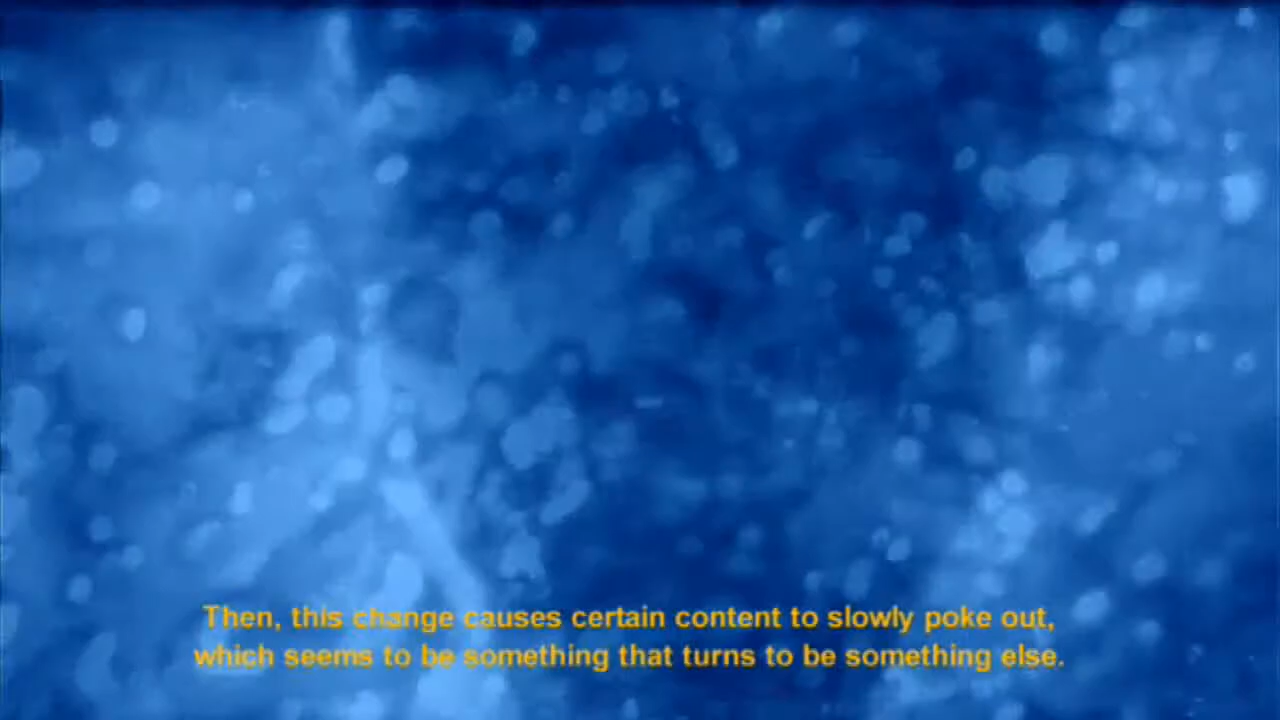 Then, this change causes certain content to slowly poke out,
which seems to be something that turns to be something else.